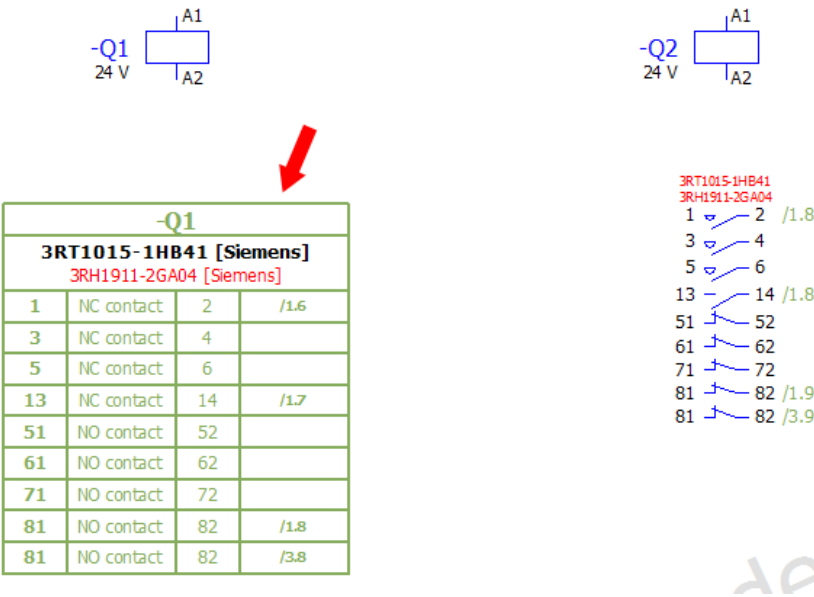 A1
-Q1
24 V
A2
A1
-Q2
24 V
A2
-Q1
3RT1015-1HB41 [Siemens]
3RH1911-2GA04 [Siemens]
1 NC contact 2 /1.6
3 NC contact 4
5 NC contact 6
13 NC contact 14 /1.7
51 NO contact 52
61 NO contact 62
71 NO contact 72
81 NO contact 82 /1.8
81 NO contact 82 /3.8
3RT1015-1HB41
3RH1911-2GA04
1 2 /1.8
3 4
5 6
13 14 /1.8
51 52
61 62
71 72
81 82 /1.9
81 82 /3.9